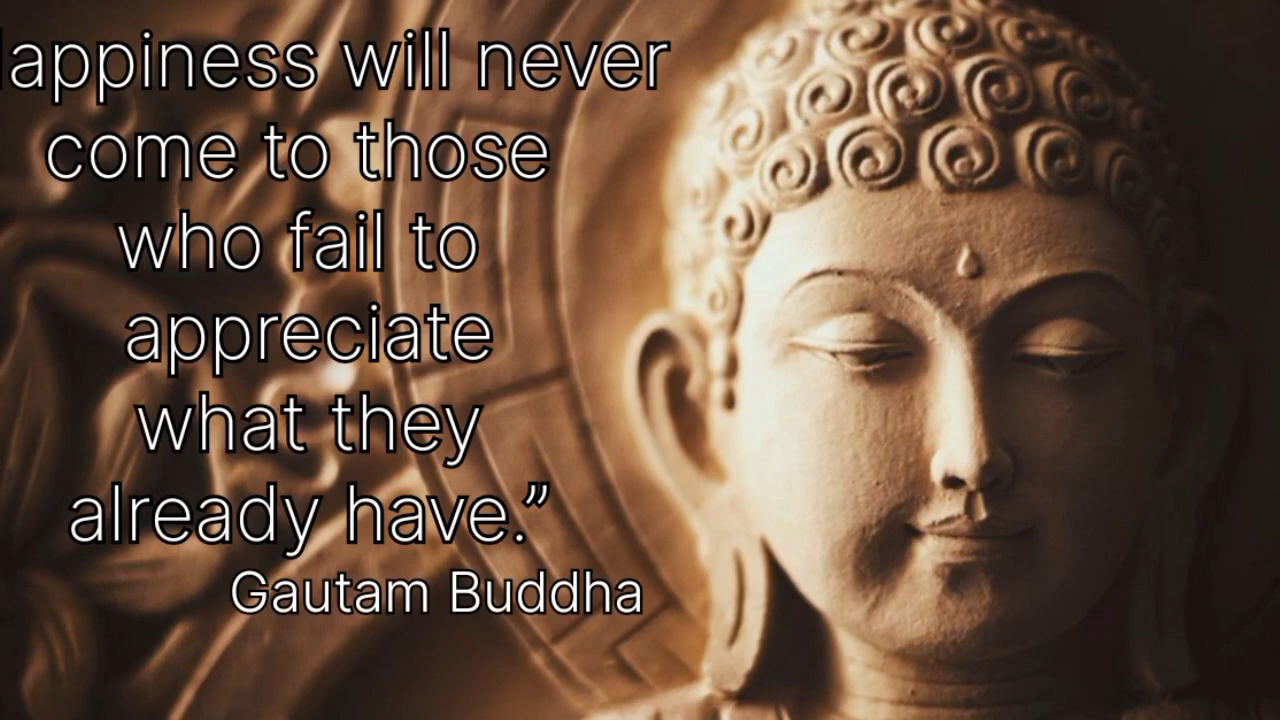 appiness will never
come to those
who fail to
appreciate
what they
already have.”
Gautam Buddha